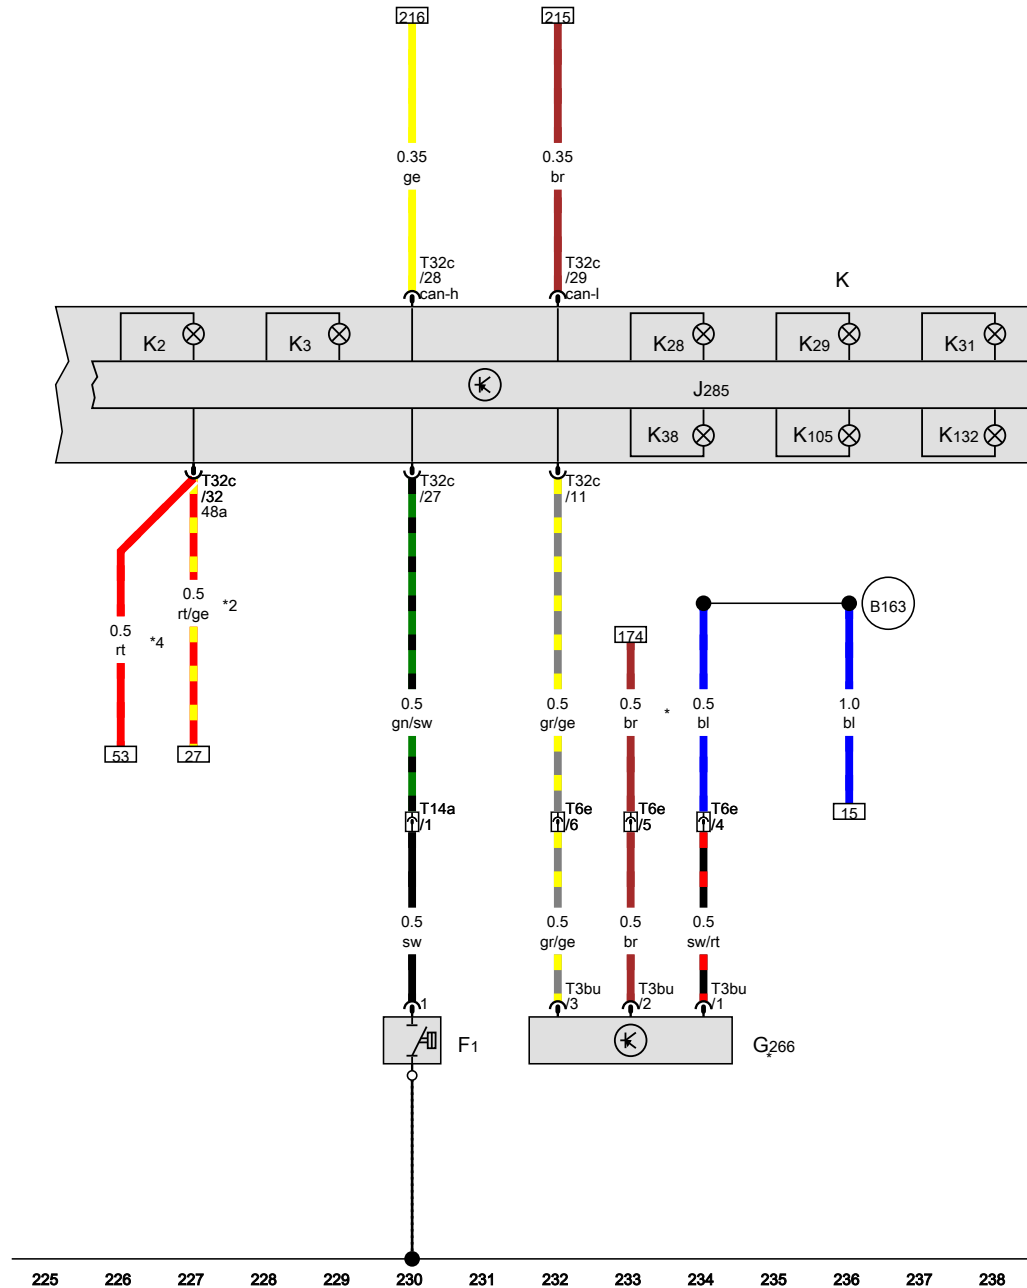 216
215
0.35
ge
0.35
br
T32c
/28
can-h
T32c
/29
can-l
K
K2
K3
K28
K29
K31
J285
K38
K105
K132
T32c
/32
48a
T32c
/27
T32c
/11
0.5
rt/ge
*2
0.5
rt
*4
B163
174
0.5
gn/sw
0.5
gr/ge
0.5
br
*
0.5
bl
1.0
bl
53
27
15
T14a
/1
T6e
/6
T6e
/5
T6e
/4
0.5
sw
0.5
gr/ge
0.5
br
0.5
sw/rt
1
T3bu
/3
T3bu
/2
T3bu
/1
F1
G266
*
225 226 227 228 229 230 231 232 233 234 235 236 237 238